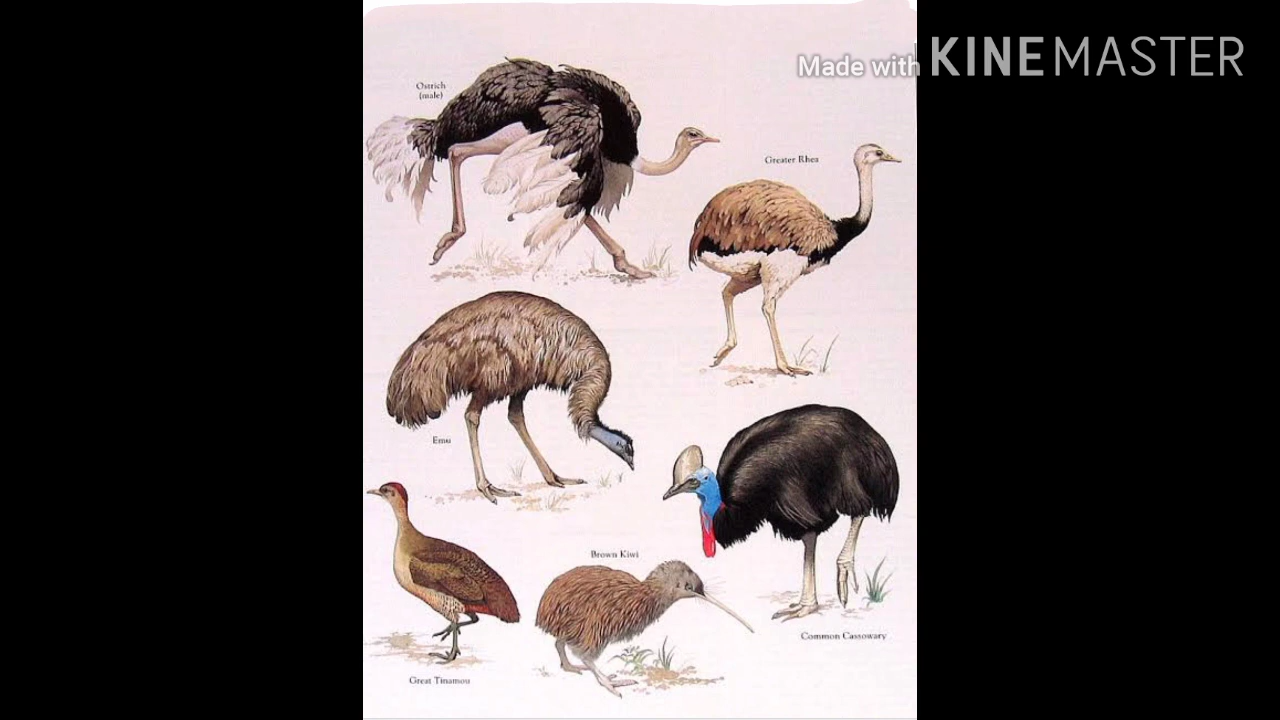 Made with KINEMASTER
Ostrich
(male)
Greater Rhea
Emu
Brown Kiwi
Common Cassowary
Great Tinamou